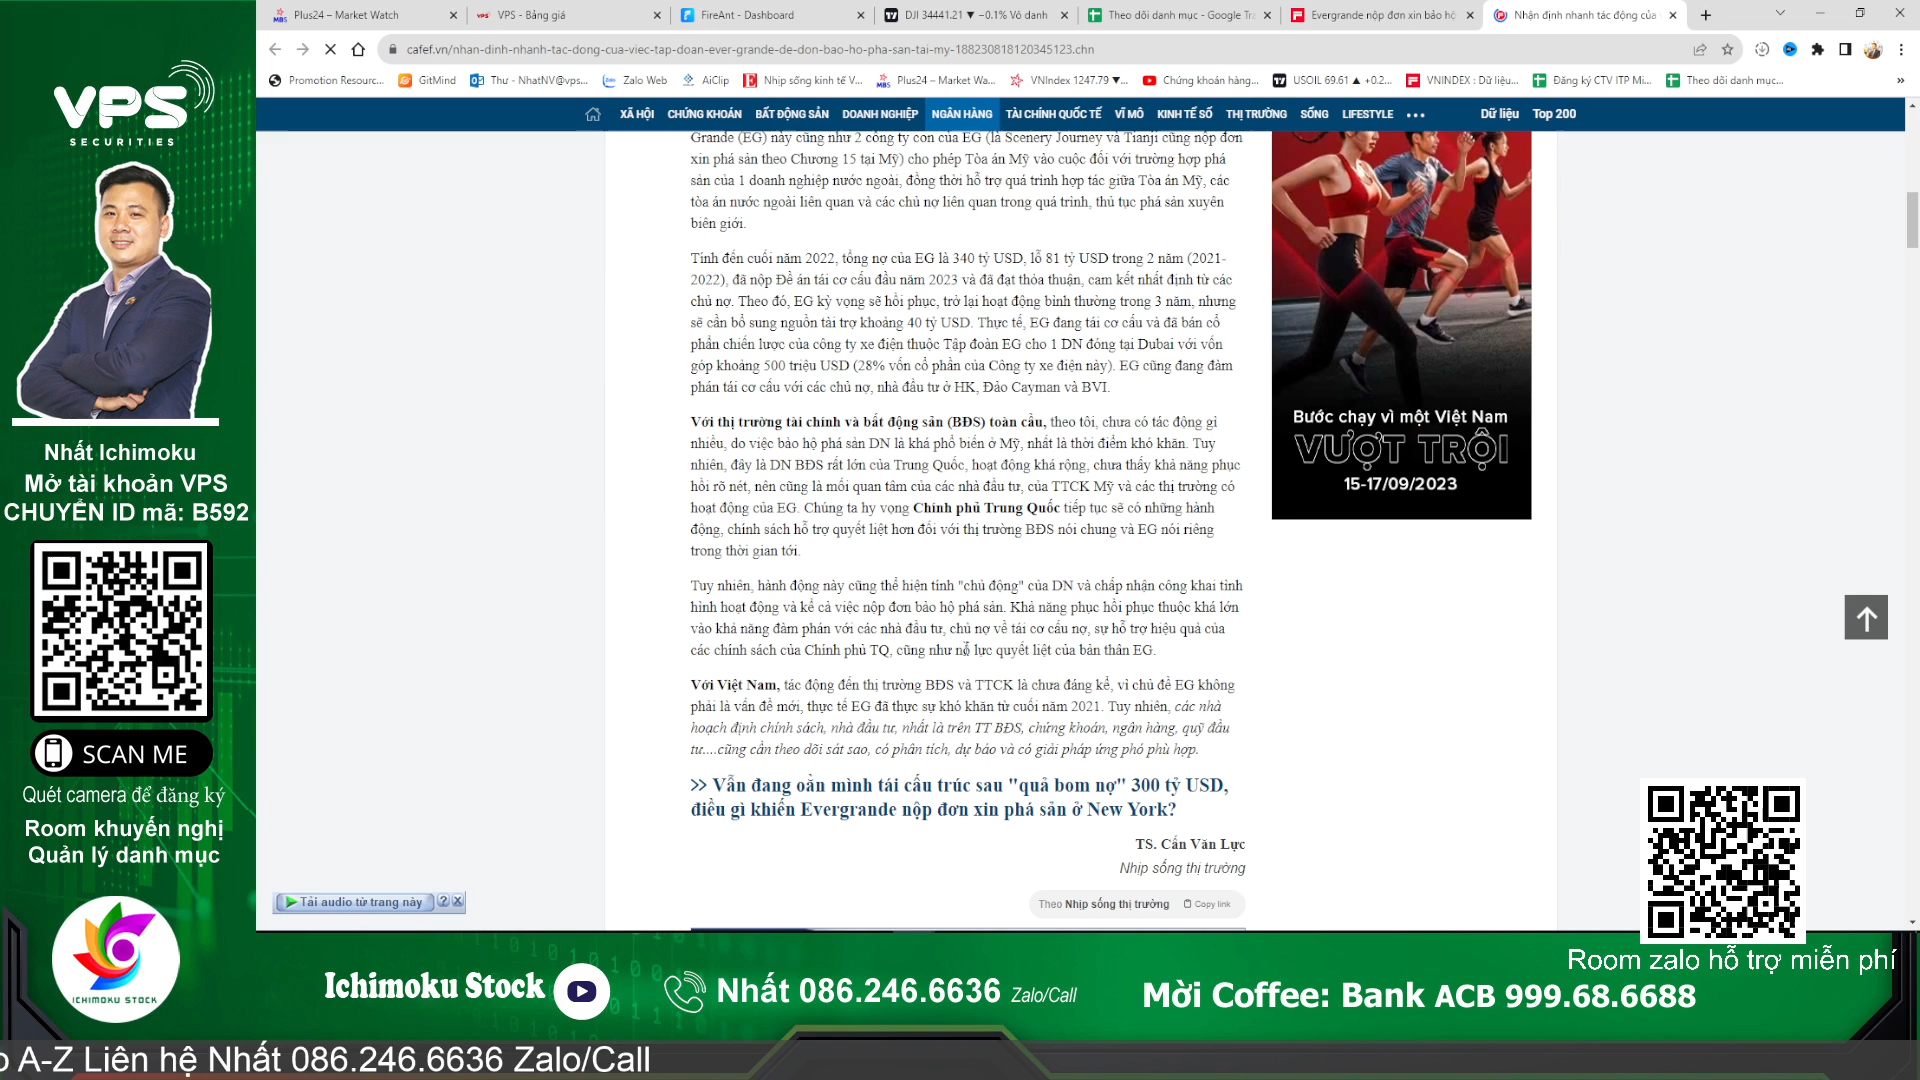 Plus24 – Market Watch
VPS - Bảng giá
FireAnt - Dashboard
DJI 34441.21 ▼ −0.1% Vô danh
Theo dõi danh mục - Google Tra
Evergrande nộp đơn xin bảo hộ
Nhận định nhanh tác động của v
cafef.vn/nhan-dinh-nhanh-tac-dong-cua-viec-tap-doan-ever-grande-de-don-bao-ho-pha-san-tai-my-188230818120345123.chn
Promotion Resourc...
GitMind
Thư - NhatNV@vps...
Zalo Web
AiClip
Nhịp sống kinh tế V...
Plus24 – Market Wa...
VNIndex 1247.79 ▼...
Chứng khoán hàng...
USOIL 69.61 ▲ +0.2...
VNINDEX : Dữ liệu...
Đăng ký CTV ITP Mi...
Theo dõi danh mục...
XÃ HỘI CHỨNG KHOÁN BẤT ĐỘNG SẢN DOANH NGHIỆP NGÂN HÀNG TÀI CHÍNH QUỐC TẾ VĨ MÔ KINH TẾ SỐ THỊ TRƯỜNG SỐNG LIFESTYLE ••• Dữ liệu Top 200
Grande (EG) này cũng như 2 công ty con của EG (là Scenery Journey và Tianji cũng nộp đơn
xin phá sản theo Chương 15 tại Mỹ) cho phép Tòa án Mỹ vào cuộc đối với trường hợp phá
sản của 1 doanh nghiệp nước ngoài, đồng thời hỗ trợ quá trình hợp tác giữa Tòa án Mỹ, các
tòa án nước ngoài liên quan và các chủ nợ liên quan trong quá trình, thủ tục phá sản xuyên
biên giới.
Tính đến cuối năm 2022, tổng nợ của EG là 340 tỷ USD, lỗ 81 tỷ USD trong 2 năm (2021-
2022), đã nộp Đề án tái cơ cấu đầu năm 2023 và đã đạt thỏa thuận, cam kết nhất định từ các
chủ nợ. Theo đó, EG kỳ vọng sẽ hồi phục, trở lại hoạt động bình thường trong 3 năm, nhưng
sẽ cần bổ sung nguồn tài trợ khoảng 40 tỷ USD. Thực tế, EG đang tái cơ cấu và đã bán cổ
phần chiến lược của công ty xe điện thuộc Tập đoàn EG cho 1 DN đóng tại Dubai với vốn
góp khoảng 500 triệu USD (28% vốn cổ phần của Công ty xe điện này). EG cũng đang đàm
phán tái cơ cấu với các chủ nợ, nhà đầu tư ở HK, Đảo Cayman và BVI.
Với thị trường tài chính và bất động sản (BĐS) toàn cầu, theo tôi, chưa có tác động gì
nhiều, do việc bảo hộ phá sản DN là khá phổ biến ở Mỹ, nhất là thời điểm khó khăn. Tuy
nhiên, đây là DN BĐS rất lớn của Trung Quốc, hoạt động khá rộng, chưa thấy khả năng phục
hồi rõ nét, nên cũng là mối quan tâm của các nhà đầu tư, của TTCK Mỹ và các thị trường có
hoạt động của EG. Chúng ta hy vọng Chính phủ Trung Quốc tiếp tục sẽ có những hành
động, chính sách hỗ trợ quyết liệt hơn đối với thị trường BĐS nói chung và EG nói riêng
trong thời gian tới.
Tuy nhiên, hành động này cũng thể hiện tính "chủ động" của DN và chấp nhận công khai tình
hình hoạt động và kể cả việc nộp đơn bảo hộ phá sản. Khả năng phục hồi phục thuộc khá lớn
vào khả năng đàm phán với các nhà đầu tư, chủ nợ về tái cơ cấu nợ, sự hỗ trợ hiệu quả của
các chính sách của Chính phủ TQ, cũng như nỗ lực quyết liệt của bản thân EG.
Với Việt Nam, tác động đến thị trường BĐS và TTCK là chưa đáng kể, vì chủ đề EG không
phải là vấn đề mới, thực tế EG đã thực sự khó khăn từ cuối năm 2021. Tuy nhiên, các nhà
hoạch định chính sách, nhà đầu tư, nhất là trên TT BĐS, chứng khoán, ngân hàng, quỹ đầu
tư....cũng cần theo dõi sát sao, có phân tích, dự báo và có giải pháp ứng phó phù hợp.
>> Vẫn đang oằn mình tái cấu trúc sau "quả bom nợ" 300 tỷ USD,
điều gì khiến Evergrande nộp đơn xin phá sản ở New York?
TS. Cấn Văn Lực
Nhịp sống thị trường
Theo Nhịp sống thị trường Copy link
Tải audio từ trang này ? X
Bước chạy vì một Việt Nam
VƯỢT TRỘI
15-17/09/2023
VPS
SECURITIES
Nhất Ichimoku
Mở tài khoản VPS
CHUYỂN ID mã: B592
SCAN ME
Quét camera để đăng ký
Room khuyến nghị
Quản lý danh mục
ICHIMOKU STOCK
Ichimoku Stock
Nhất 086.246.6636 Zalo/Call
Mời Coffee: Bank ACB 999.68.6688
Room zalo hỗ trợ miễn phí
A-Z Liên hệ Nhất 086.246.6636 Zalo/Call